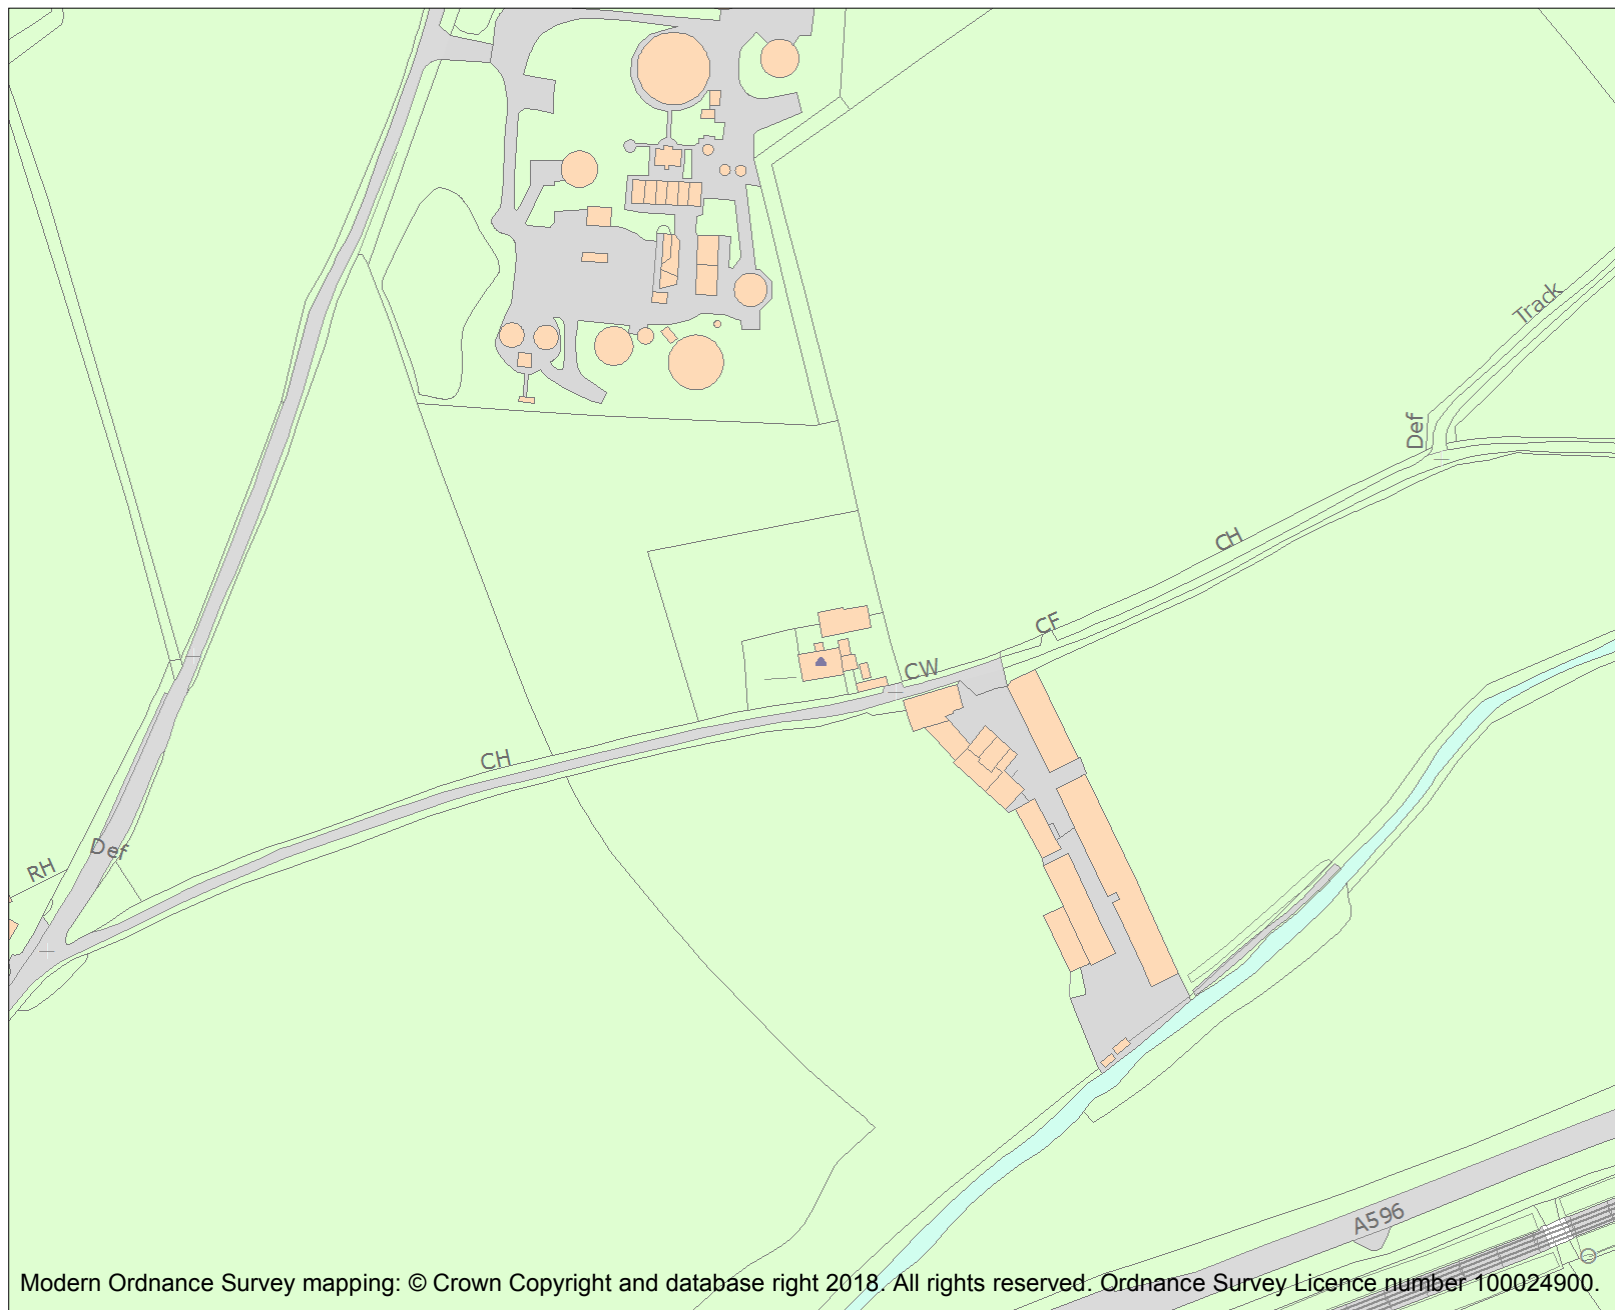 Track
Def
CH
CF
CW
CH
Def
RH
A596
Modern Ordnance Survey mapping: © Crown Copyright and database right 2018. All rights reserved. Ordnance Survey Licence number 100024900.